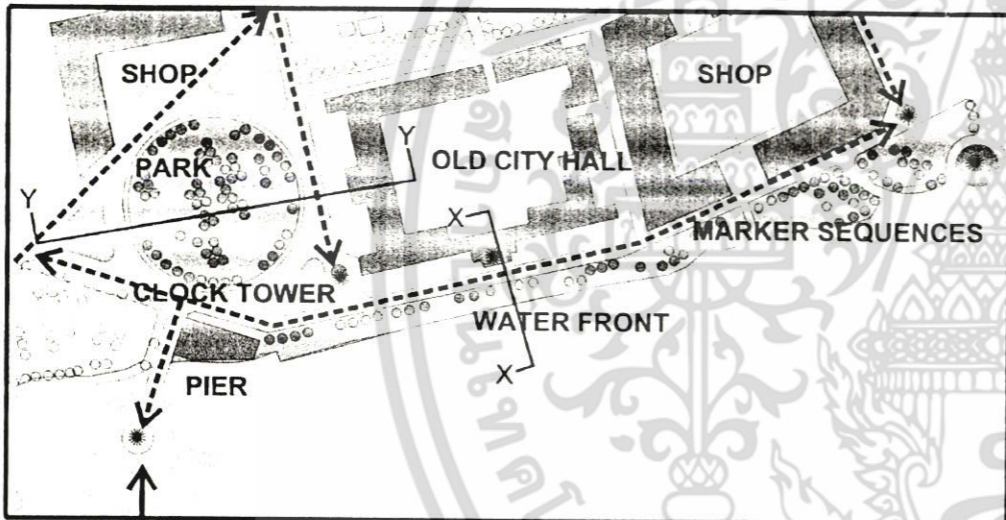 SHOP
SHOP
PARK
Y
OLD CITY HALL
Y
X
MARKER SEQUENCES
CLOCK TOWER
WATER FRONT
X
PIER